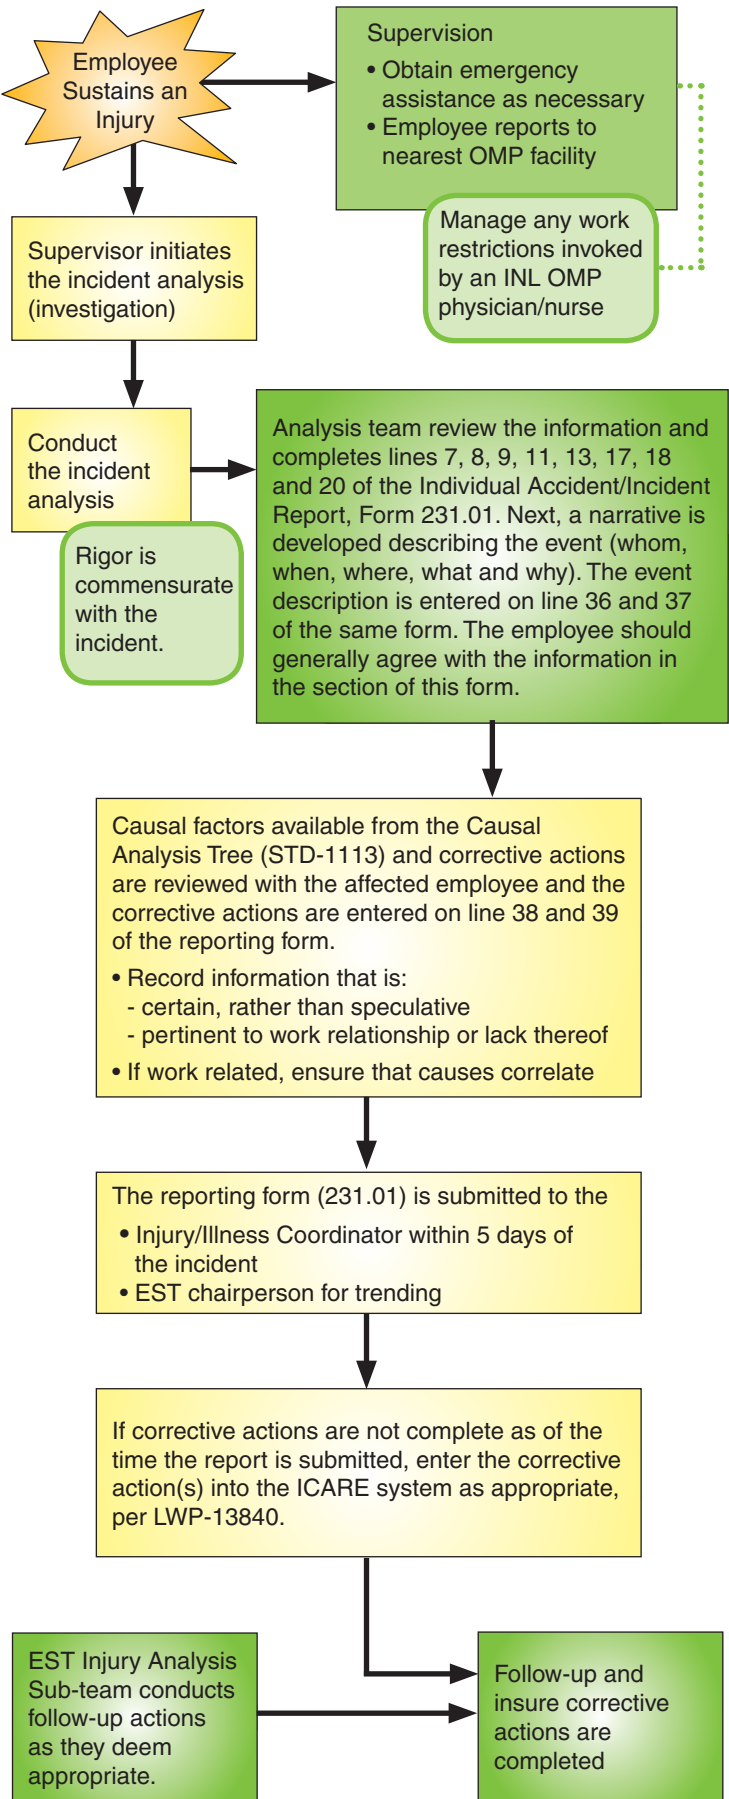 Employee
Sustains an
Injury
Supervision
• Obtain emergency
assistance as necessary
• Employee reports to
nearest OMP facility
Manage any work
restrictions invoked
by an INL OMP
physician/nurse
Supervisor initiates
the incident analysis
(investigation)
Conduct
the incident
analysis
Rigor is
commensurate
with the
incident.
Analysis team review the information and
completes lines 7, 8, 9, 11, 13, 17, 18
and 20 of the Individual Accident/Incident
Report, Form 231.01. Next, a narrative is
developed describing the event (whom,
when, where, what and why). The event
description is entered on line 36 and 37
of the same form. The employee should
generally agree with the information in
the section of this form.
Causal factors available from the Causal
Analysis Tree (STD-1113) and corrective actions
are reviewed with the affected employee and the
corrective actions are entered on line 38 and 39
of the reporting form.
• Record information that is:
- certain, rather than speculative
- pertinent to work relationship or lack thereof
• If work related, ensure that causes correlate
The reporting form (231.01) is submitted to the
• Injury/Illness Coordinator within 5 days of
the incident
• EST chairperson for trending
If corrective actions are not complete as of the
time the report is submitted, enter the corrective
action(s) into the ICARE system as appropriate,
per LWP-13840.
EST Injury Analysis
Sub-team conducts
follow-up actions
as they deem
appropriate.
Follow-up and
insure corrective
actions are
completed